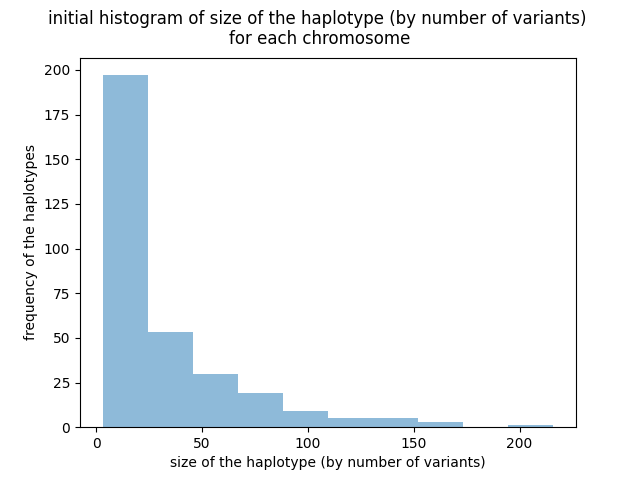 initial histogram of size of the haplotype (by number of variants)
for each chromosome
200
175
150
125
100
75
50
25
0
frequency of the haplotypes
0 50 100 150 200
size of the haplotype (by number of variants)